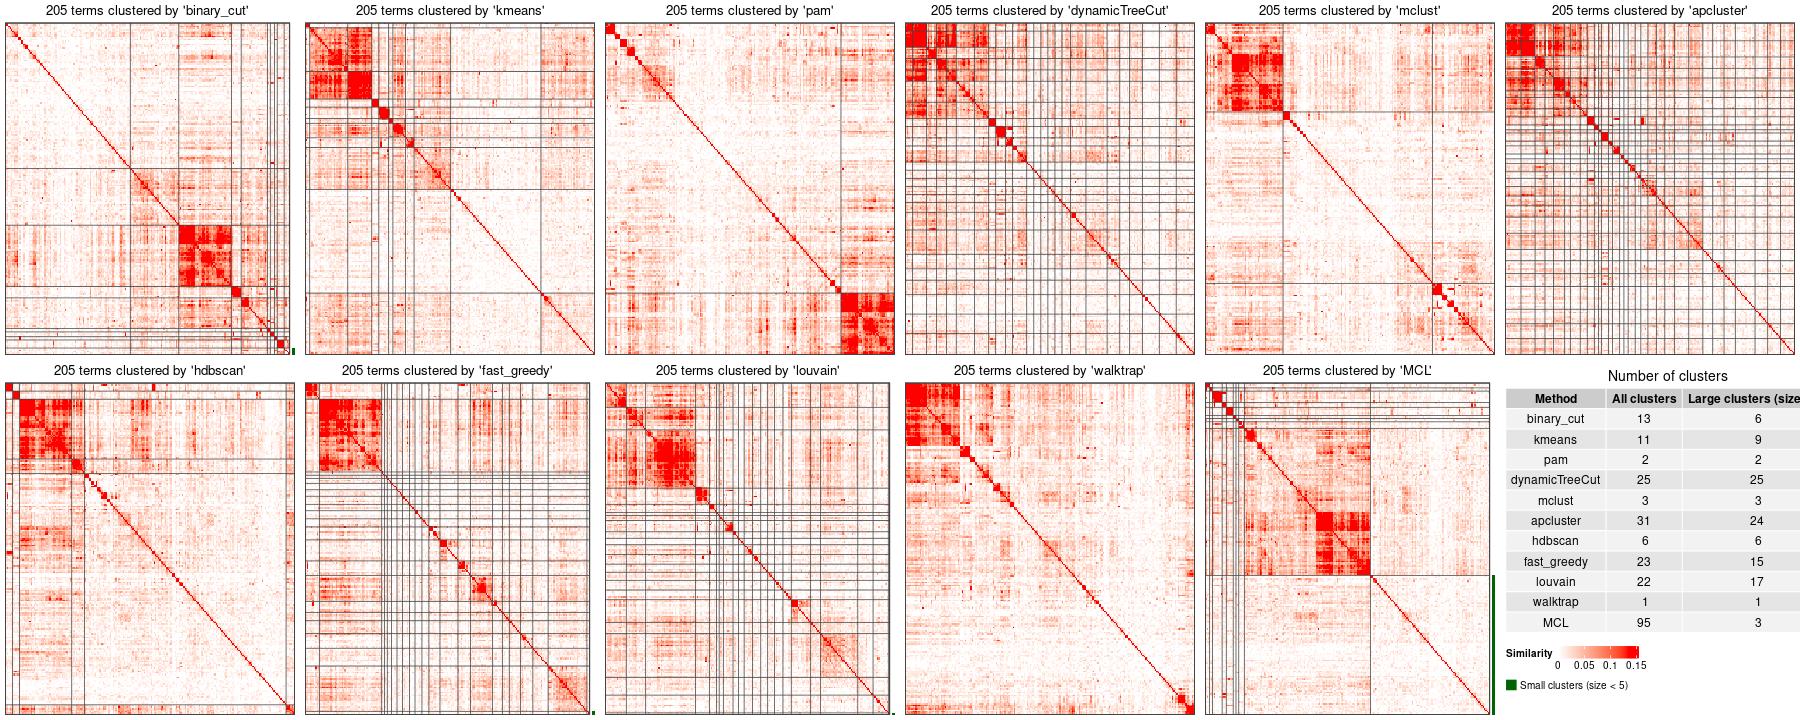 205 terms clustered by 'binary_cut'
205 terms clustered by 'kmeans'
205 terms clustered by 'pam'
205 terms clustered by 'dynamicTreeCut'
205 terms clustered by 'mclust'
205 terms clustered by 'apcluster'
205 terms clustered by 'hdbscan'
205 terms clustered by 'fast_greedy'
205 terms clustered by 'louvain'
205 terms clustered by 'walktrap'
205 terms clustered by 'MCL'
Number of clusters
Method All clusters Large clusters (size
binary_cut 13 6
kmeans 11 9
pam 2 2
dynamicTreeCut 25 25
mclust 3 3
apcluster 31 24
hdbscan 6 6
fast_greedy 23 15
louvain 22 17
walktrap 1 1
MCL 95 3
Similarity
0 0.05 0.1 0.15
Small clusters (size < 5)